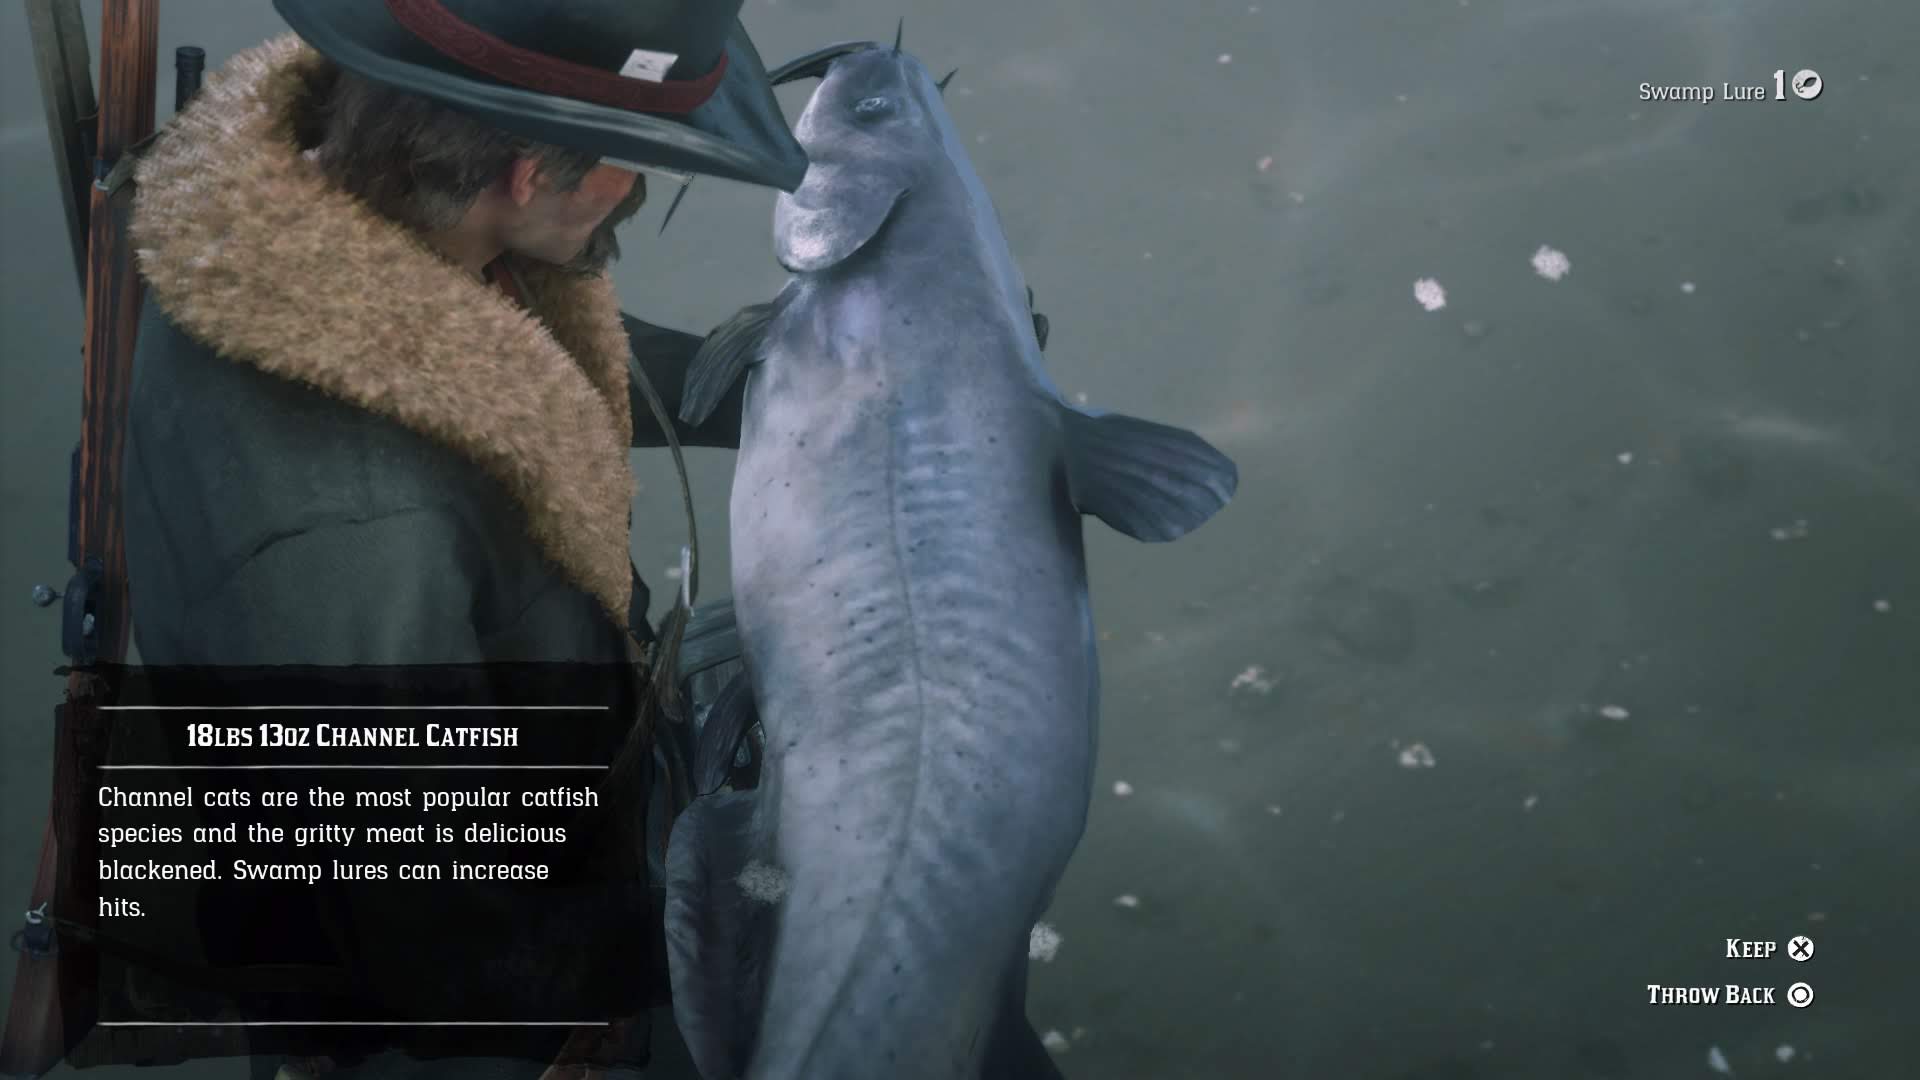 Swamp Lure 1
18LBS 13OZ CHANNEL CATFISH
Channel cats are the most popular catfish
species and the gritty meat is delicious
blackened. Swamp lures can increase
hits.
KEEP
THROW BACK